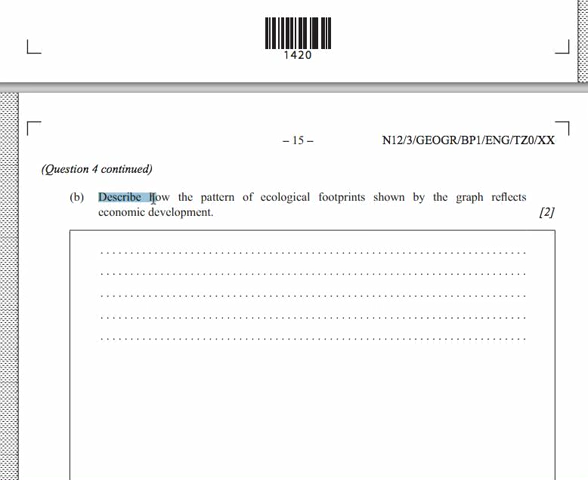 1420
– 15 –
N12/3/GEOGR/BP1/ENG/TZ0/XX
(Question 4 continued)
(b) Describe how the pattern of ecological footprints shown by the graph reflects
economic development.
[2]